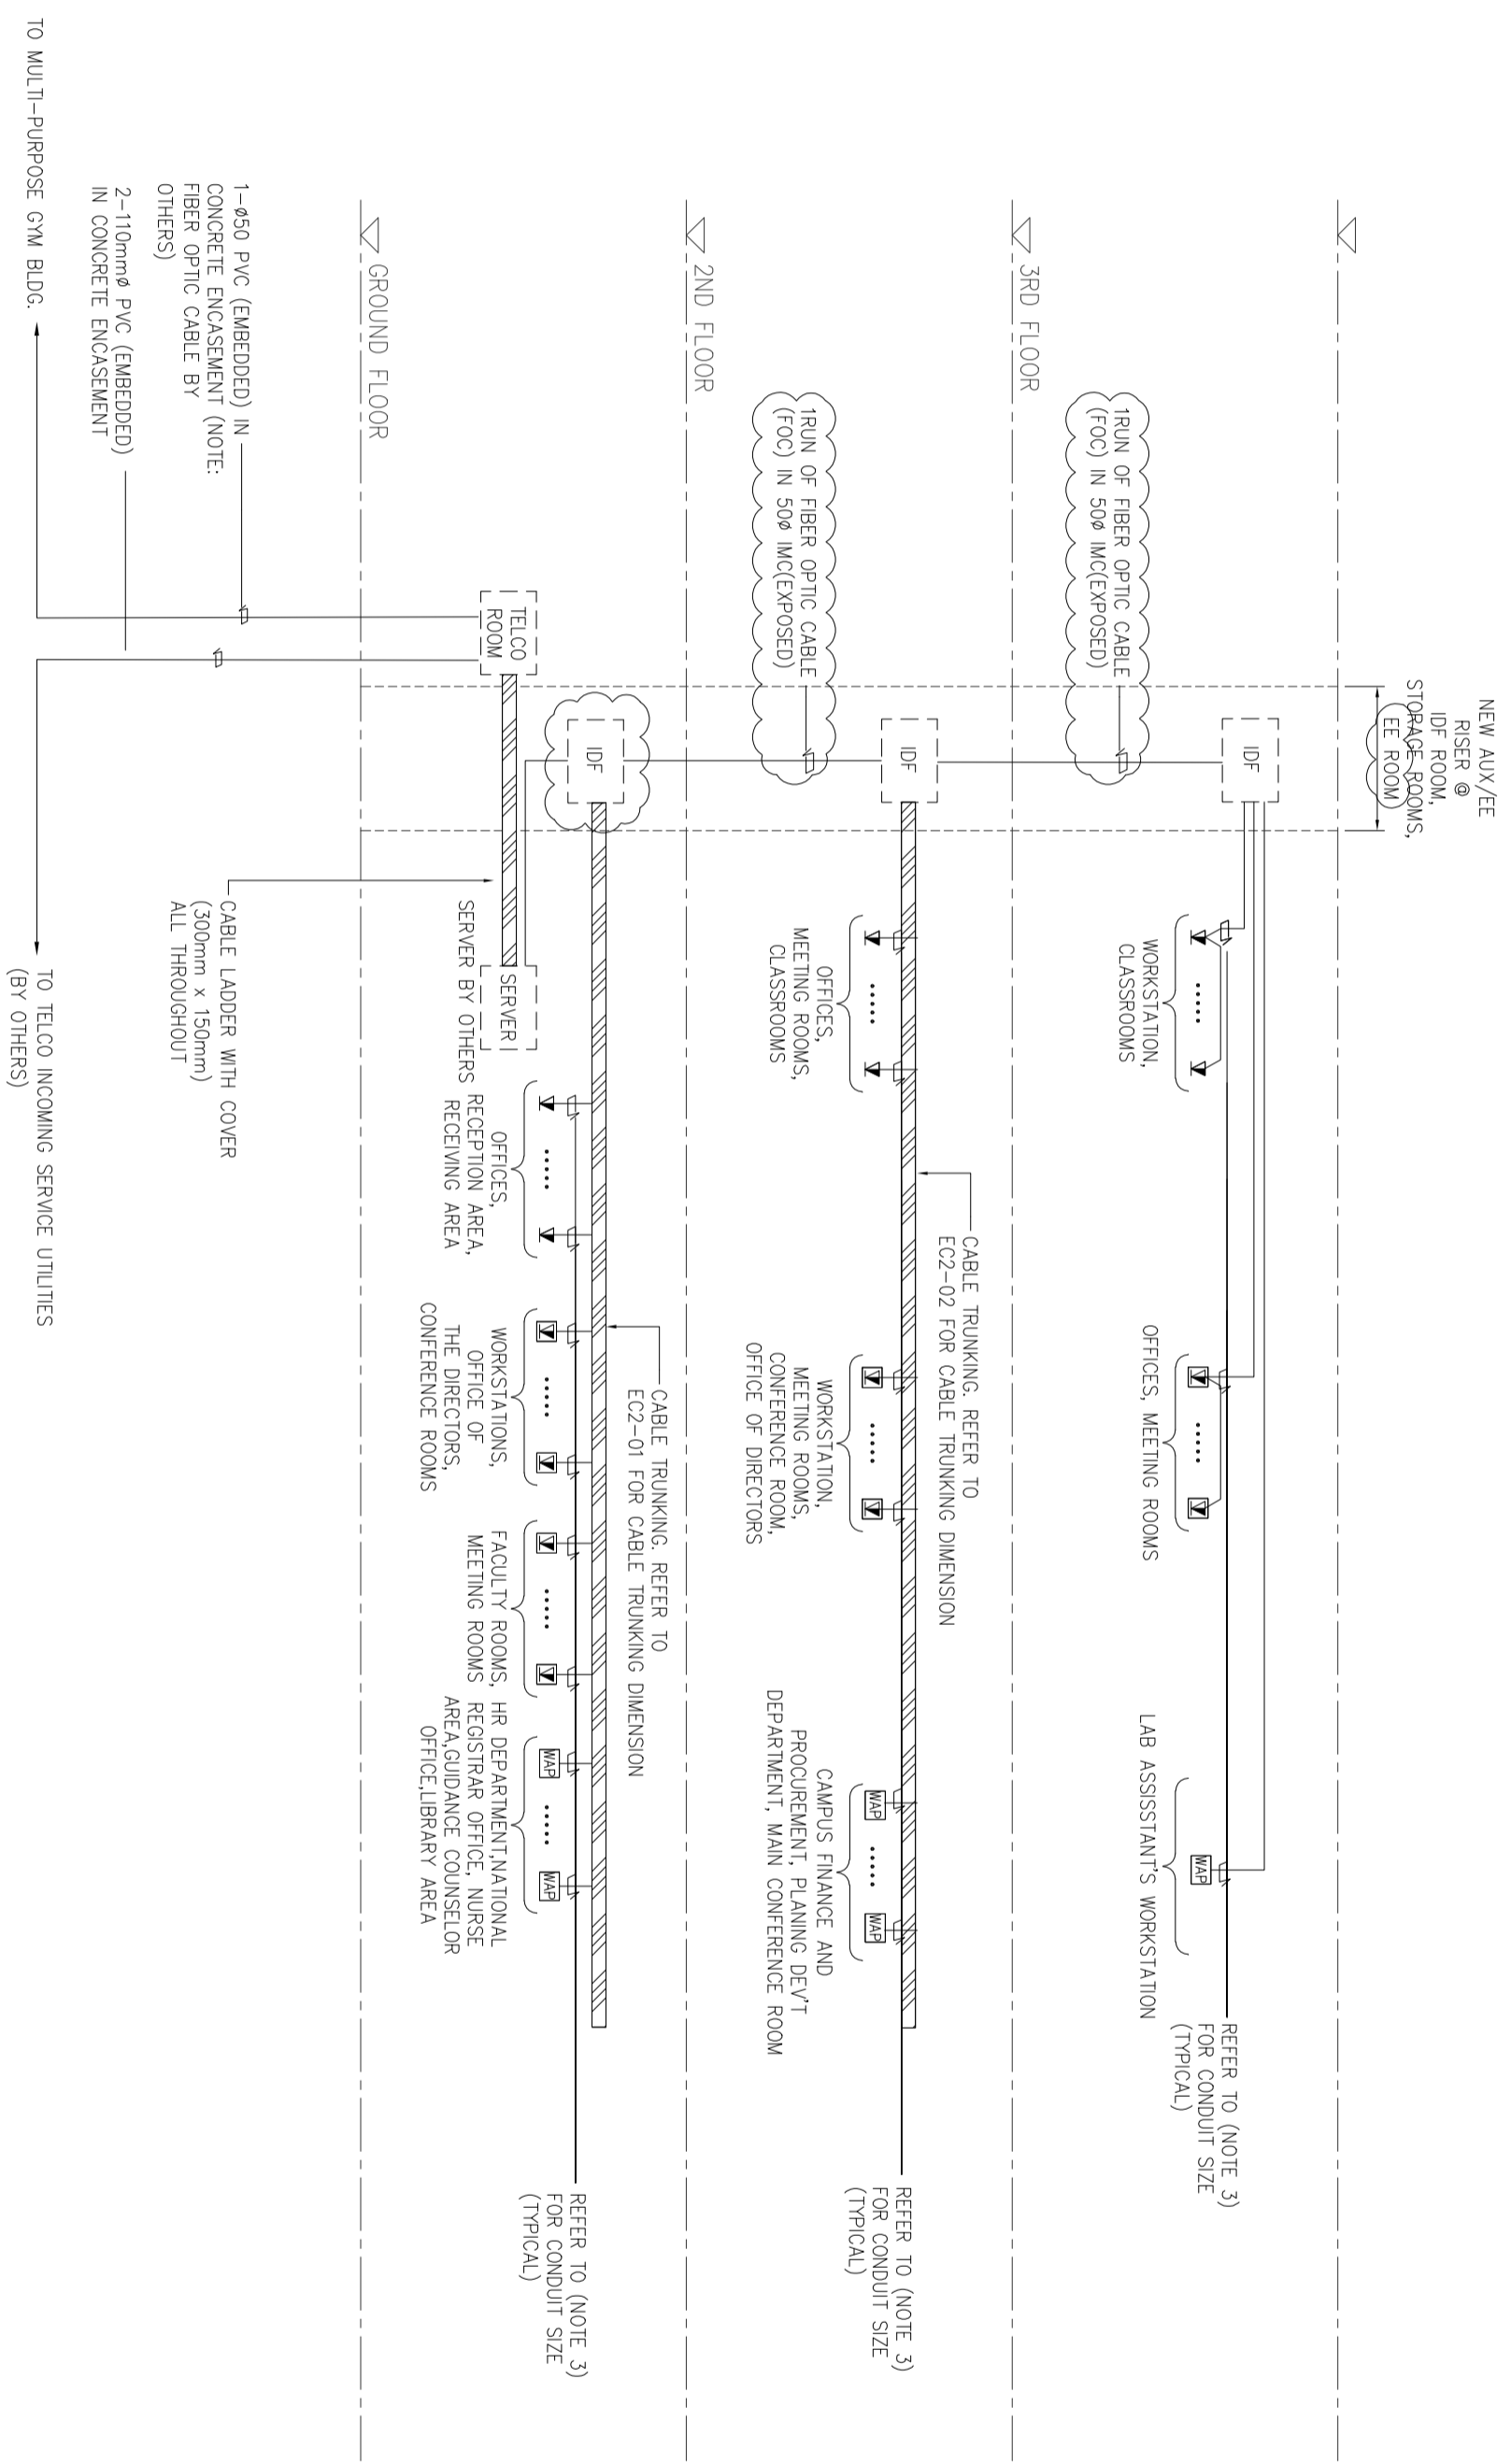 NEW AUX/EE
RISER @
IDF ROOM,
STORAGE ROOMS,
EE ROOM
IDF
WORKSTATION,
CLASSROOMS
OFFICES, MEETING ROOMS
WAP
LAB ASSISSTANT'S WORKSTATION
REFER TO (NOTE 3)
FOR CONDUIT SIZE
(TYPICAL)
1RUN OF FIBER OPTIC CABLE
(FOC) IN 50Ø IMC(EXPOSED)
3RD FLOOR
CABLE TRUNKING. REFER TO
EC2-02 FOR CABLE TRUNKING DIMENSION
IDF
OFFICES,
MEETING ROOMS,
CLASSROOMS
WORKSTATION,
MEETING ROOMS,
CONFERENCE ROOM,
OFFICE OF DIRECTORS
WAP
WAP
CAMPUS FINANCE AND
PROCUREMENT, PLANING DEV'T
DEPARTMENT, MAIN CONFERENCE ROOM
REFER TO (NOTE 3)
FOR CONDUIT SIZE
(TYPICAL)
1RUN OF FIBER OPTIC CABLE
(FOC) IN 50Ø IMC(EXPOSED)
2ND FLOOR
CABLE TRUNKING. REFER TO
EC2-01 FOR CABLE TRUNKING DIMENSION
IDF
TELCO
ROOM
SERVER
SERVER BY OTHERS
OFFICES,
RECEPTION AREA,
RECEIVING AREA
WORKSTATIONS,
OFFICE OF
THE DIRECTORS,
CONFERENCE ROOMS
FACULTY ROOMS,
MEETING ROOMS
WAP
WAP
HR DEPARTMENT,NATIONAL
REGISTRAR OFFICE, NURSE
AREA,GUIDANCE COUNSELOR
OFFICE,LIBRARY AREA
REFER TO (NOTE 3)
FOR CONDUIT SIZE
(TYPICAL)
GROUND FLOOR
CABLE LADDER WITH COVER
(300mm x 150mm)
ALL THROUGHOUT
1-Ø50 PVC (EMBEDDED) IN
CONCRETE ENCASEMENT (NOTE:
FIBER OPTIC CABLE BY
OTHERS)
2-110mmØ PVC (EMBEDDED)
IN CONCRETE ENCASEMENT
TO MULTI-PURPOSE GYM BLDG.
TO TELCO INCOMING SERVICE UTILITIES
(BY OTHERS)